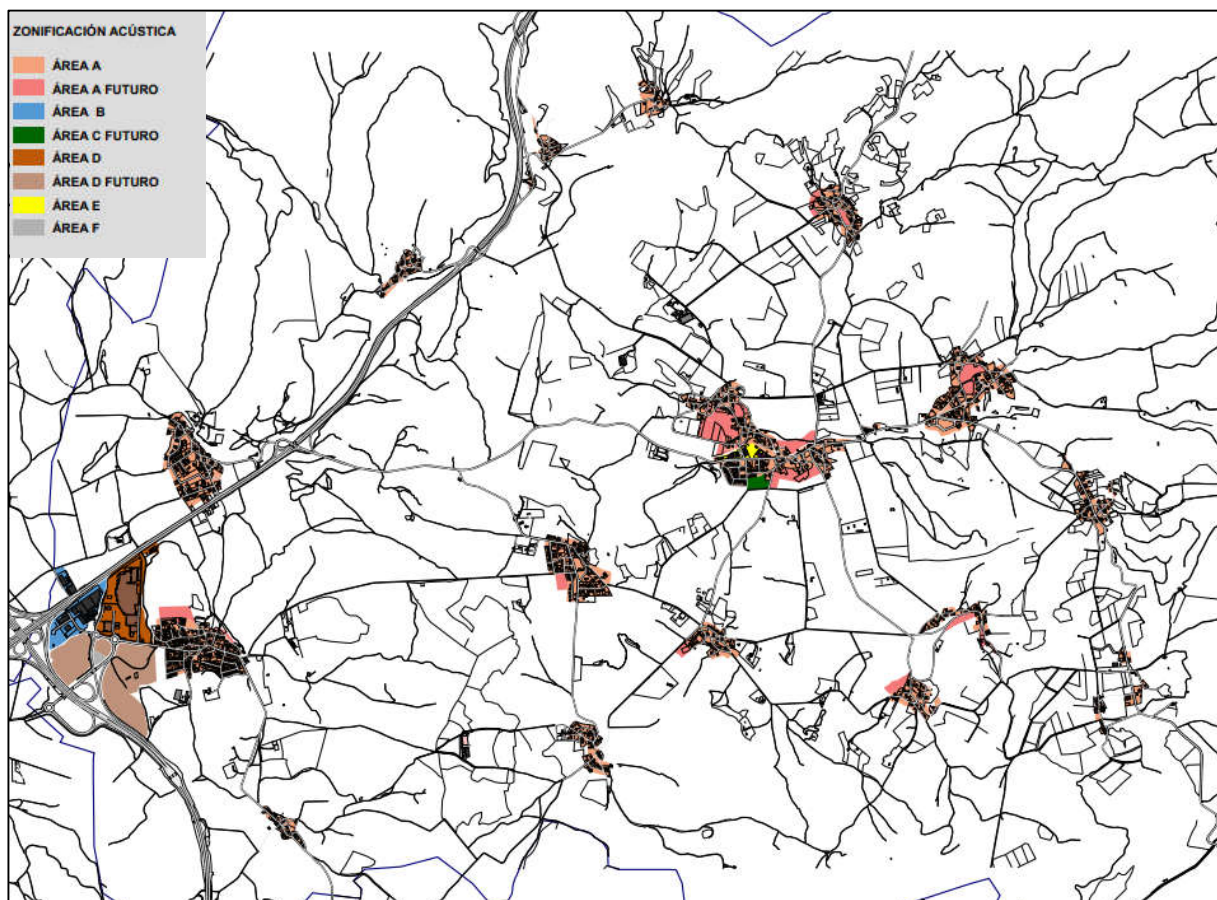 ZONIFICACIÓN ACÚSTICA
ÁREA A
ÁREA A FUTURO
ÁREA B
ÁREA C FUTURO
ÁREA D
ÁREA D FUTURO
ÁREA E
ÁREA F